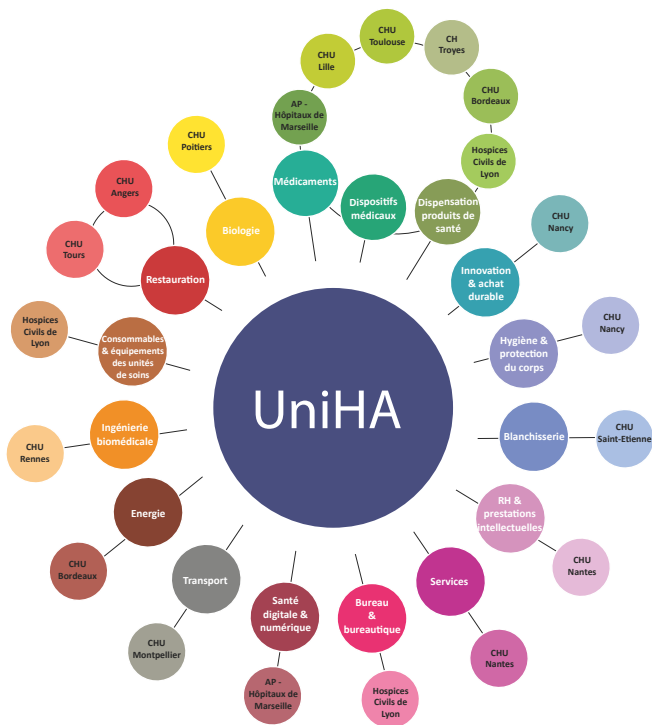 CHU
Toulouse
CHU
Lille
CH
Troyes
CHU
Bordeaux
AP -
Hôpitaux de
Marseille
CHU
Poitiers
Hospices
Civils de
Lyon
Médicaments
Dispositifs
médicaux
Dispensation
produits de
santé
CHU
Angers
Biologie
CHU
Nancy
CHU
Tours
Restauration
Innovation
& achat
durable
Hospices
Civils de
Lyon
Consommables
& équipements
des unités
de soins
Hygiène &
protection
du corps
CHU
Nancy
UniHA
Ingénierie
biomédicale
CHU
Rennes
Blanchisserie
CHU
Saint-Etienne
Energie
CHU
Bordeaux
RH &
prestations
intellectuelles
CHU
Nantes
Transport
CHU
Montpellier
Services
CHU
Nantes
Santé
digitale &
numérique
AP -
Hôpitaux de
Marseille
Bureau
&
bureautique
Hospices
Civils de
Lyon